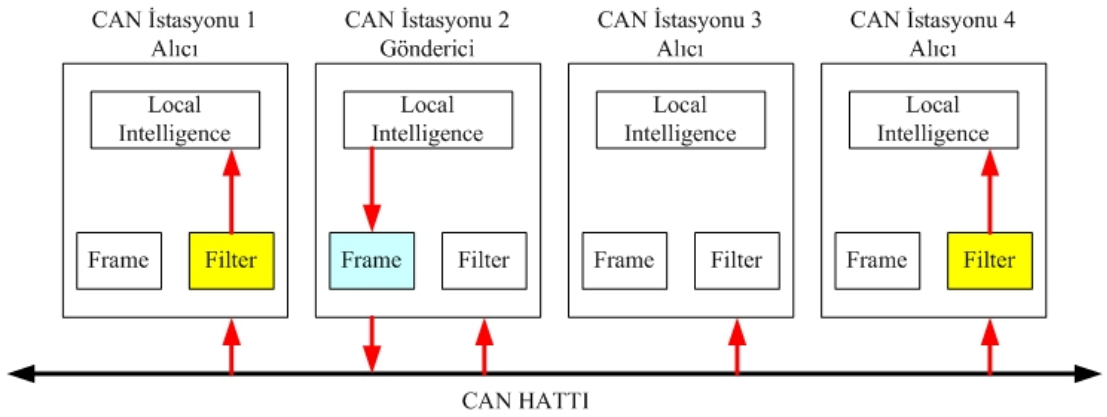 CAN İstasyonu 1
Alıcı
CAN İstasyonu 2
Gönderici
CAN İstasyonu 3
Alıcı
CAN İstasyonu 4
Alıcı
Local
Intelligence
Local
Intelligence
Local
Intelligence
Local
Intelligence
Frame
Filter
Frame
Filter
Frame
Filter
Frame
Filter
CAN HATTI